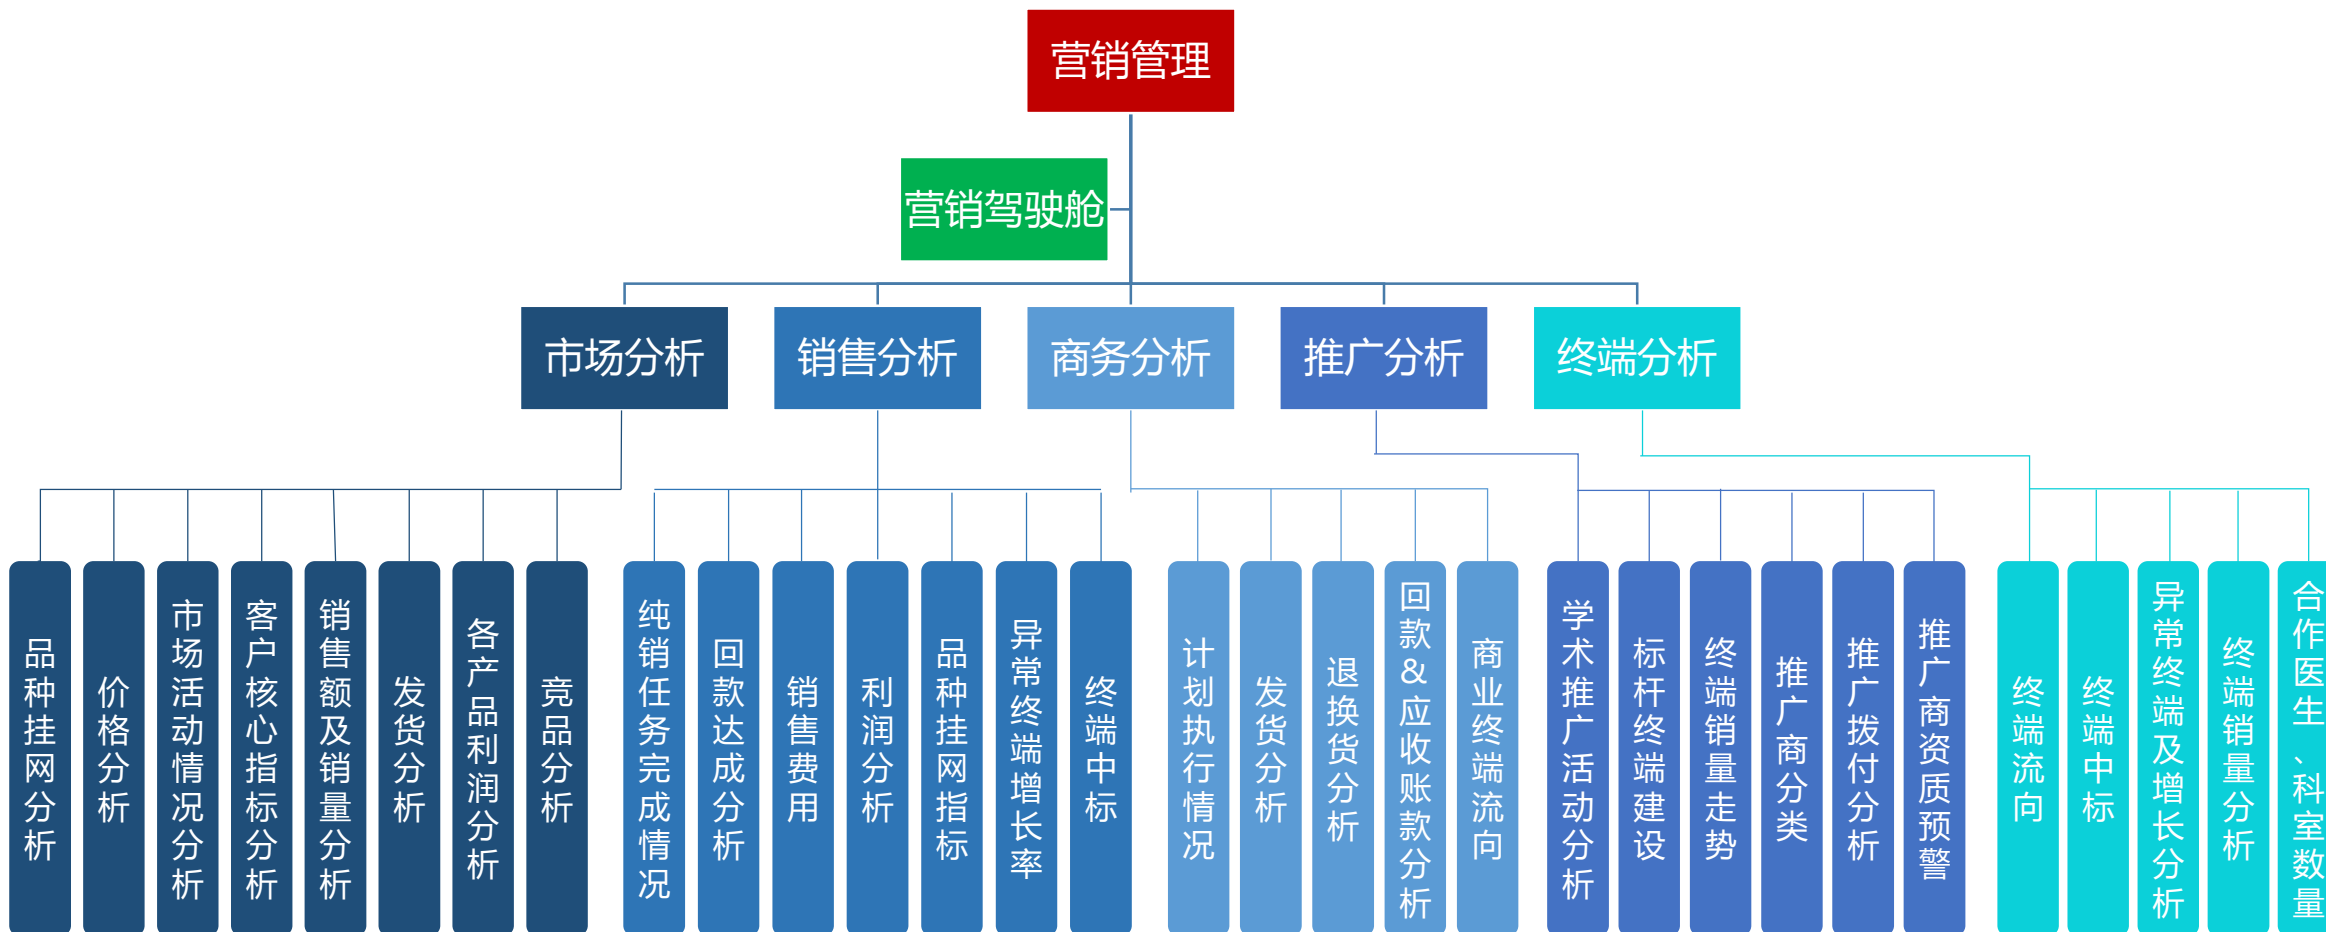 营销管理
营销驾驶舱
市场分析
销售分析
商务分析
推广分析
终端分析
品种挂网分析
价格分析
市场活动情况分析
客户核心指标分析
销售额及销量分析
发货分析
各产品利润分析
竞品分析
纯销任务完成情况
回款达成分析
销售费用
利润分析
品种挂网指标
异常终端增长率
终端中标
计划执行情况
发货分析
退换货分析
回款&应收账款分析
商业终端流向
学术推广活动分析
标杆终端建设
终端销量走势
推广商分类
推广拨付分析
推广商资质预警
终端流向
终端中标
异常终端及增长分析
终端销量分析
合作医生、科室数量